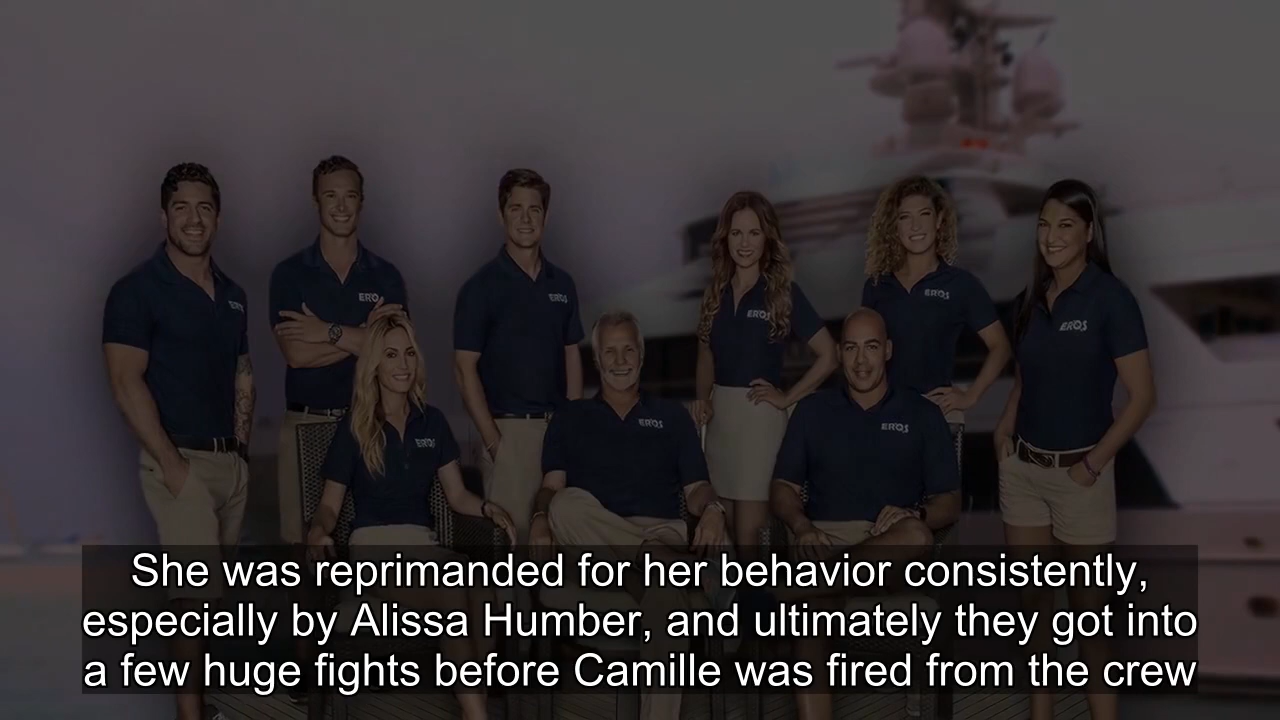 EROS
EROS
EROS
EROS
EROS
EROS
EROS
EROS
EROS
She was reprimanded for her behavior consistently,
especially by Alissa Humber, and ultimately they got into
a few huge fights before Camille was fired from the crew